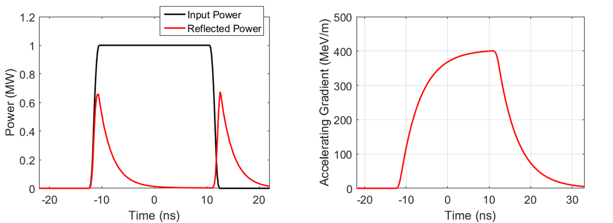 Input Power
Reflected Power
Power (MW)
1.2
1
0.8
0.6
0.4
0.2
0
-20 -10 0 10 20
Time (ns)
Accelerating Gradient (MeV/m)
500
400
300
200
100
0
-20 -10 0 10 20 30
Time (ns)